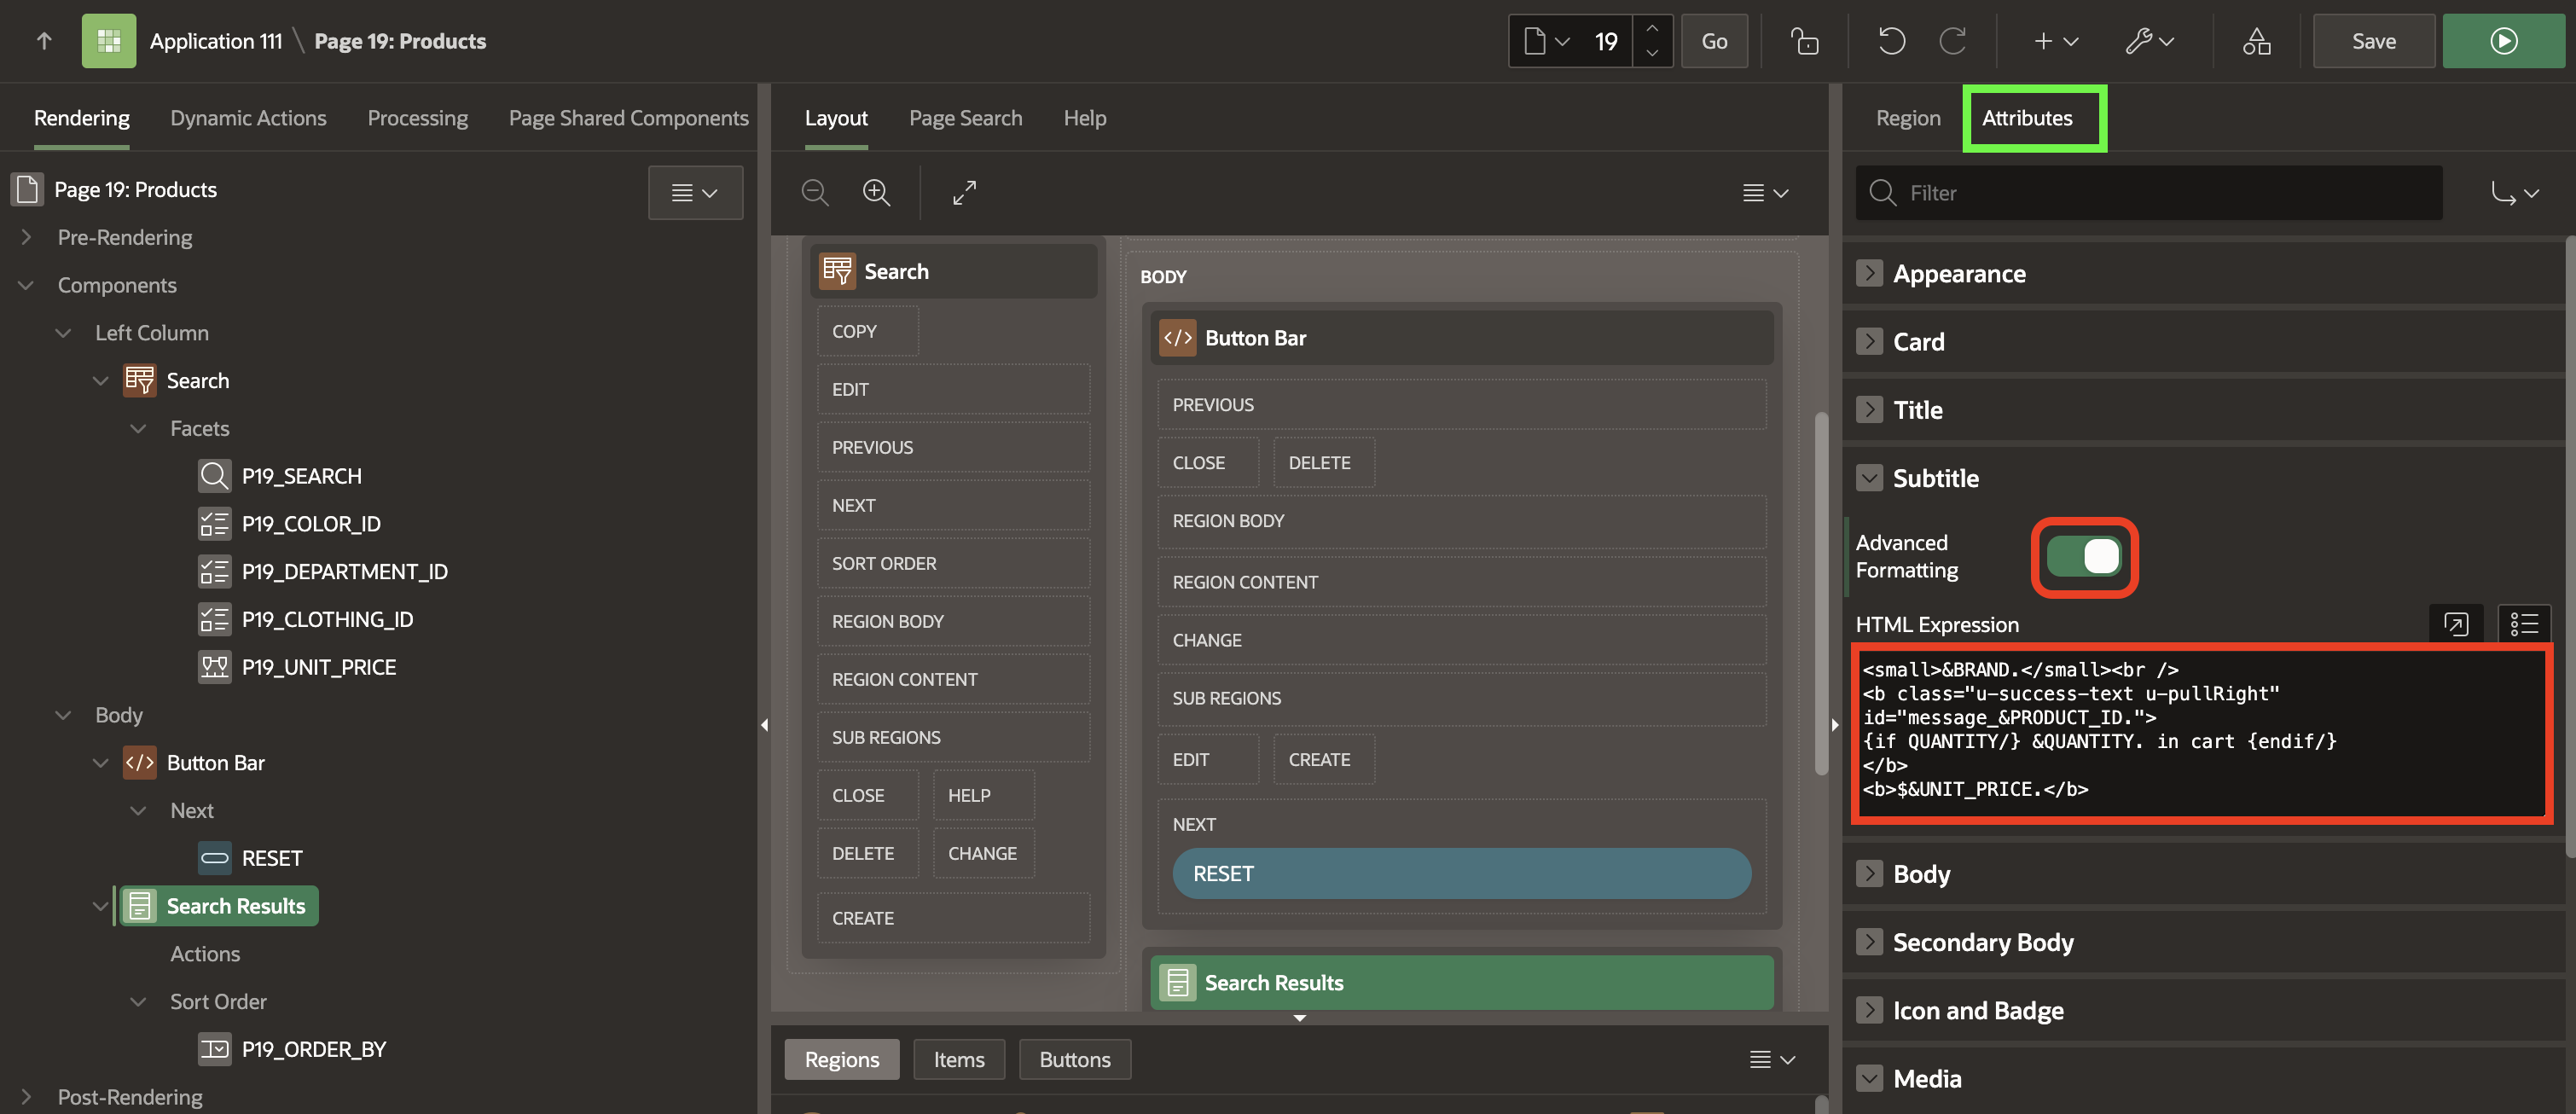 Application 111 \ Page 19: Products
19
Go
Save
Rendering
Dynamic Actions
Processing
Page Shared Components
Page 19: Products
Pre-Rendering
Components
Left Column
Search
Facets
P19_SEARCH
P19_COLOR_ID
P19_DEPARTMENT_ID
P19_CLOTHING_ID
P19_UNIT_PRICE
Body
Button Bar
Next
RESET
Search Results
Actions
Sort Order
P19_ORDER_BY
Post-Rendering
Layout
Page Search
Help
Search
COPY
EDIT
PREVIOUS
NEXT
SORT ORDER
REGION BODY
REGION CONTENT
SUB REGIONS
CLOSE
HELP
DELETE
CHANGE
CREATE
BODY
Button Bar
PREVIOUS
CLOSE
DELETE
REGION BODY
REGION CONTENT
CHANGE
SUB REGIONS
EDIT
CREATE
NEXT
RESET
Search Results
Regions
Items
Buttons
Region
Attributes
Filter
Appearance
Card
Title
Subtitle
Advanced
Formatting
HTML Expression
<small>&BRAND.</small><br />
<b class="u-success-text u-pullRight"
id="message_&PRODUCT_ID.">
{if QUANTITY/} &QUANTITY. in cart {endif/}
</b>
<b>$&UNIT_PRICE.</b>
Body
Secondary Body
Icon and Badge
Media